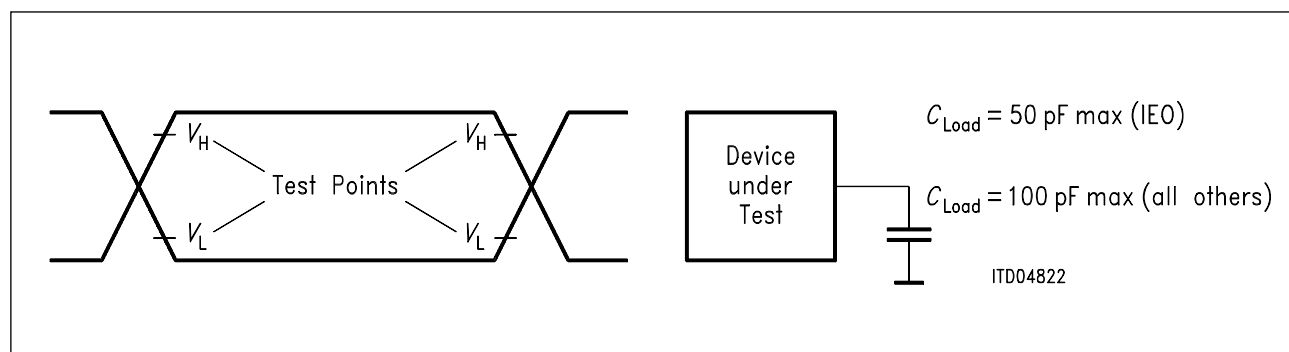 V_H
V_H
Test Points
V_L
V_L
Device
under
Test
C_Load = 50 pF max (IEO)
C_Load = 100 pF max (all others)
ITD04822